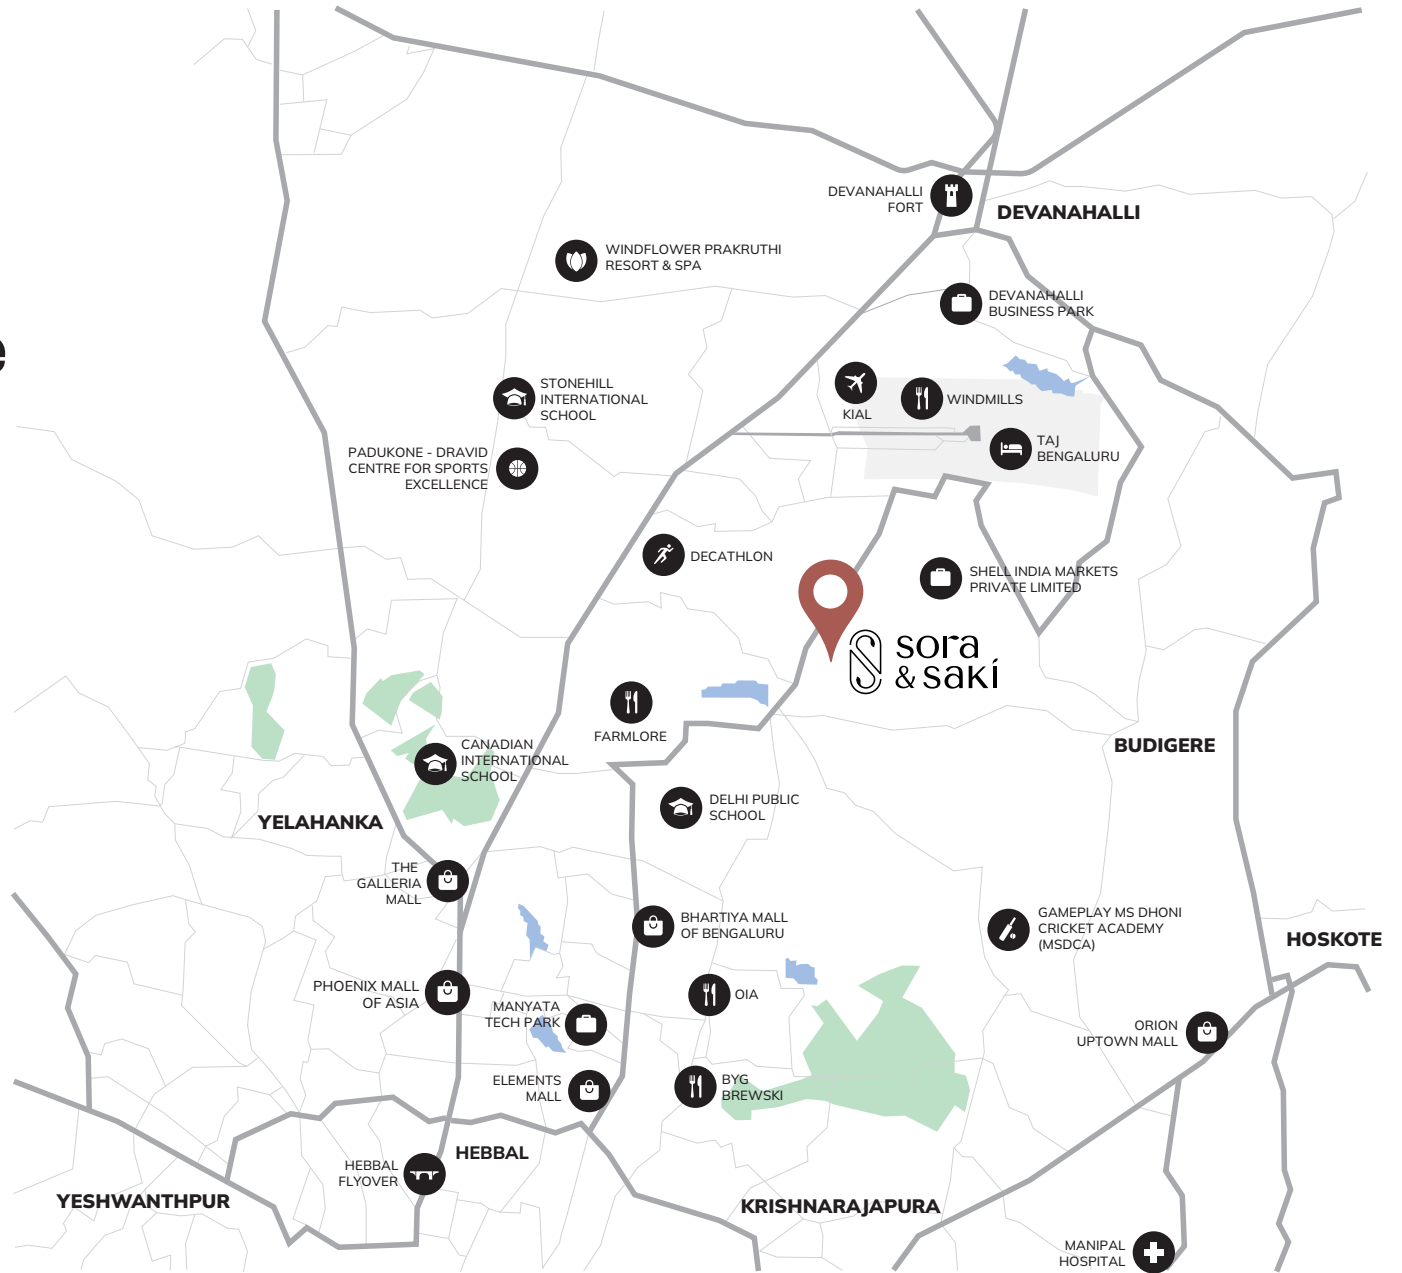 DEVANAHALLI
FORT
DEVANAHALLI
WINDFLOWER PRAKRUTHI
RESORT & SPA
DEVANAHALLI
BUSINESS PARK
e
STONEHILL
INTERNATIONAL
SCHOOL
KIAL
WINDMILLS
PADUKONE - DRAVID
CENTRE FOR SPORTS
EXCELLENCE
TAJ
BENGALURU
DECATHLON
SHELL INDIA MARKETS
PRIVATE LIMITED
sora
& sakí
FARMLORE
CANADIAN
INTERNATIONAL
SCHOOL
BUDIGERE
DELHI PUBLIC
SCHOOL
YELAHANKA
THE
GALLERIA
MALL
BHARTIYA MALL
OF BENGALURU
GAMEPLAY MS DHONI
CRICKET ACADEMY
(MSDCA)
HOSKOTE
PHOENIX MALL
OF ASIA
OIA
MANYATA
TECH PARK
ORION
UPTOWN MALL
ELEMENTS
MALL
BYG
BREWSKI
HEBBAL
HEBBAL
FLYOVER
YESHWANTHPUR
KRISHNARAJAPURA
MANIPAL
HOSPITAL